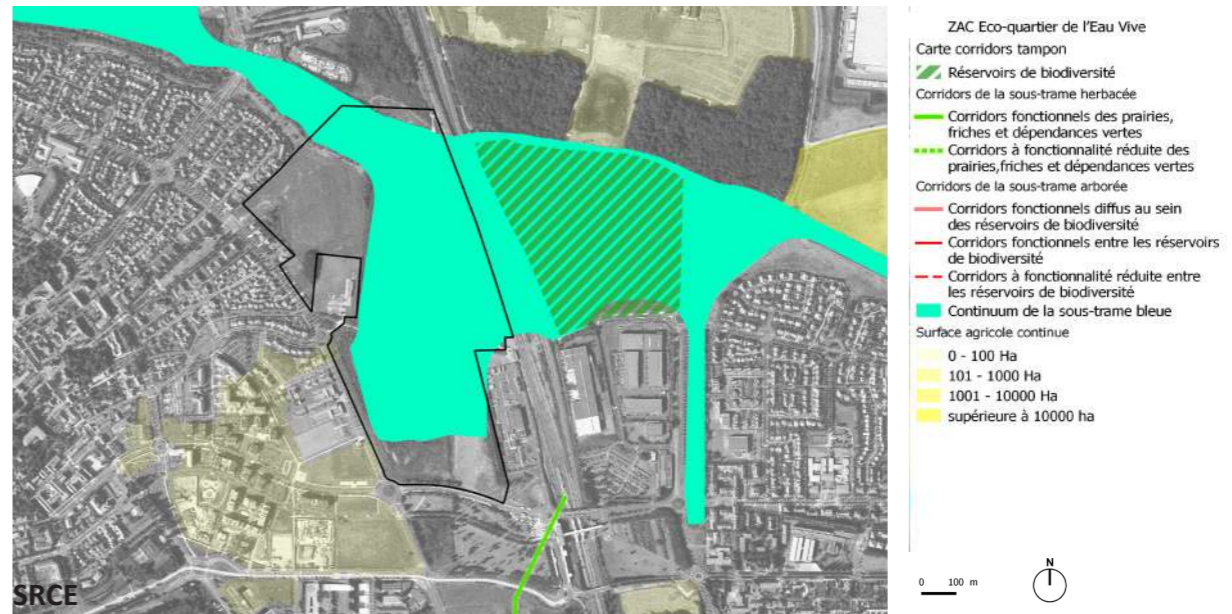 ZAC Eco-quartier de l'Eau Vive
Carte corridors tampon
Réservoirs de biodiversité
Corridors de la sous-trame herbacée
Corridors fonctionnels des prairies,
friches et dépendances vertes
Corridors à fonctionnalité réduite des
prairies,friches et dépendances vertes
Corridors de la sous-trame arborée
Corridors fonctionnels diffus au sein
des réservoirs de biodiversité
Corridors fonctionnels entre les réservoirs
de biodiversité
Corridors à fonctionnalité réduite entre
les réservoirs de biodiversité
Continuum de la sous-trame bleue
Surface agricole continue
0 - 100 Ha
101 - 1000 Ha
1001 - 10000 Ha
supérieure à 10000 ha
SRCE
0 100 m
N